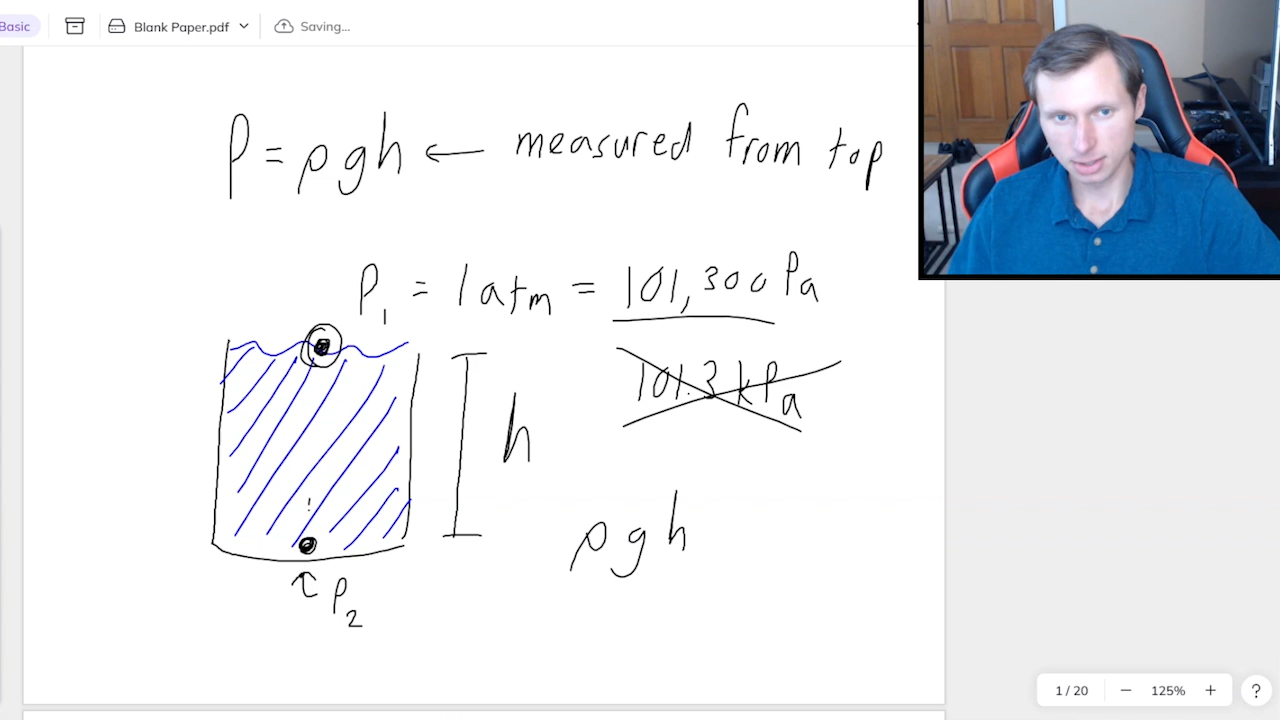 Basic
Blank Paper.pdf
Saving...
P = ρgh ← measured from top
P₁ = 1 atm = 101,300 Pa
101.3 kPa
h
ρgh
P₂
1 / 20
125%
?